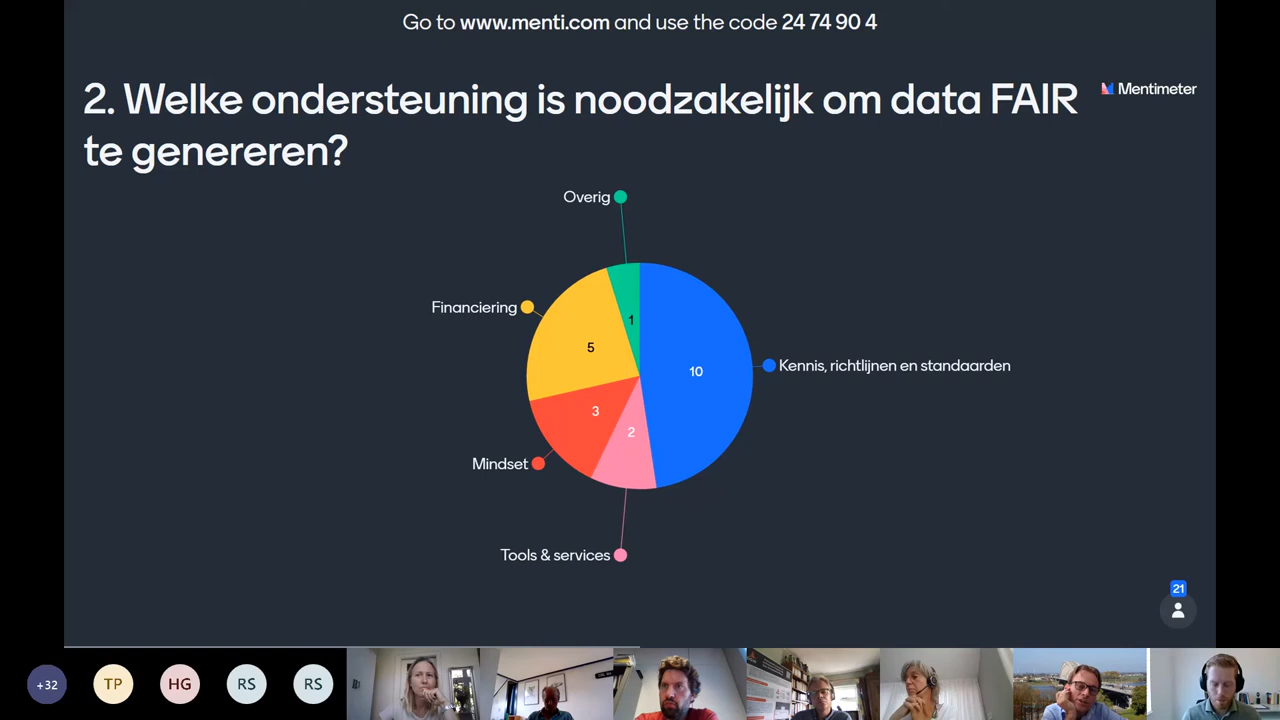 Go to www.menti.com and use the code 24 74 90 4
2. Welke ondersteuning is noodzakelijk om data FAIR
te genereren?
Mentimeter
Overig
Financiering
1
5
Kennis, richtlijnen en standaarden
10
3
2
Mindset
Tools & services
21
+32
TP
HG
RS
RS